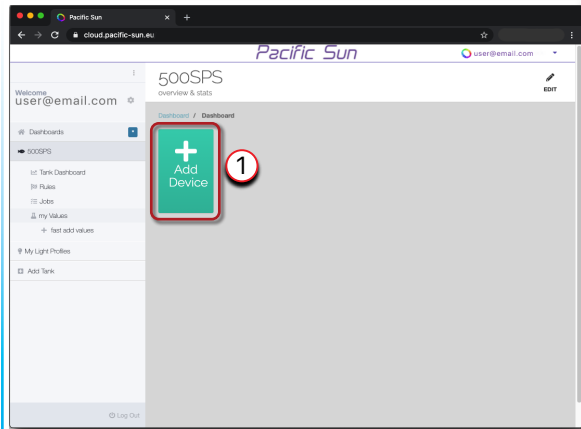 Pacific Sun
cloud.pacific-sun.eu
Pacific Sun
user@email.com
Welcome
user@email.com
500SPS
overview & stats
EDIT
Dashboard / Dashboard
Dashboards
500SPS
Tank Dashboard
Rules
Jobs
my Values
fast add values
My Light Profiles
Add Tank
Add
Device
1
Log Out